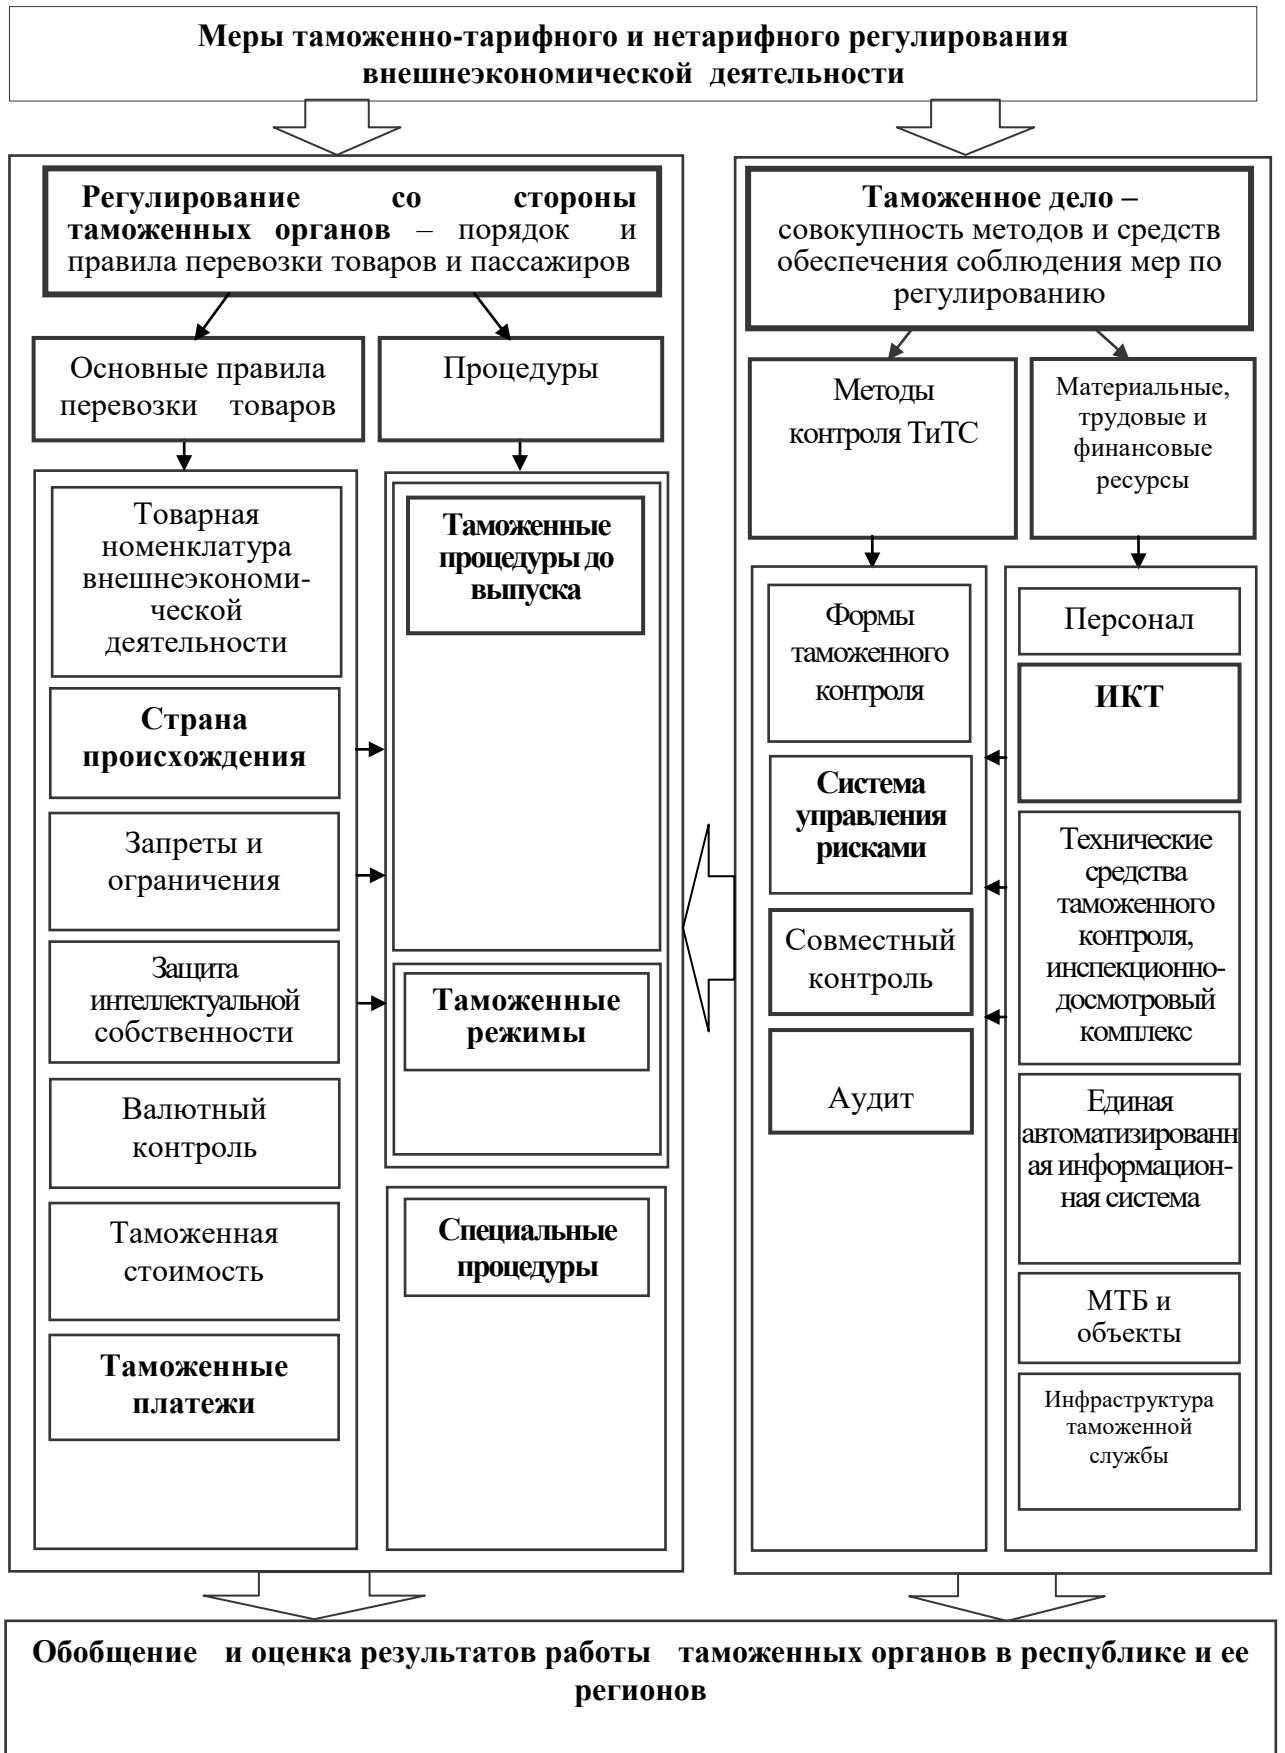 Меры таможенно-тарифного и нетарифного регулирования
внешнеэкономической деятельности
Регулирование со стороны
таможенных органов – порядок и
правила перевозки товаров и пассажиров
Основные правила
перевозки товаров
Процедуры
Товарная
номенклатура
внешнеэкономи-
ческой
деятельности
Страна
происхождения
Запреты и
ограничения
Защита
интеллектуальной
собственности
Валютный
контроль
Таможенная
стоимость
Таможенные
платежи
Таможенные
процедуры до
выпуска
Таможенные
режимы
Специальные
процедуры
Таможенное дело –
совокупность методов и средств
обеспечения соблюдения мер по
регулированию
Методы
контроля ТиТС
Материальные,
трудовые и
финансовые
ресурсы
Формы
таможенного
контроля
Система
управления
рисками
Совместный
контроль
Аудит
Персонал
ИКТ
Технические
средства
таможенного
контроля,
инспекционно-
досмотровый
комплекс
Единая
автоматизированн
ая информацион-
ная система
МТБ и
объекты
Инфраструктура
таможенной
службы
Обобщение и оценка результатов работы таможенных органов в республике и ее
регионов